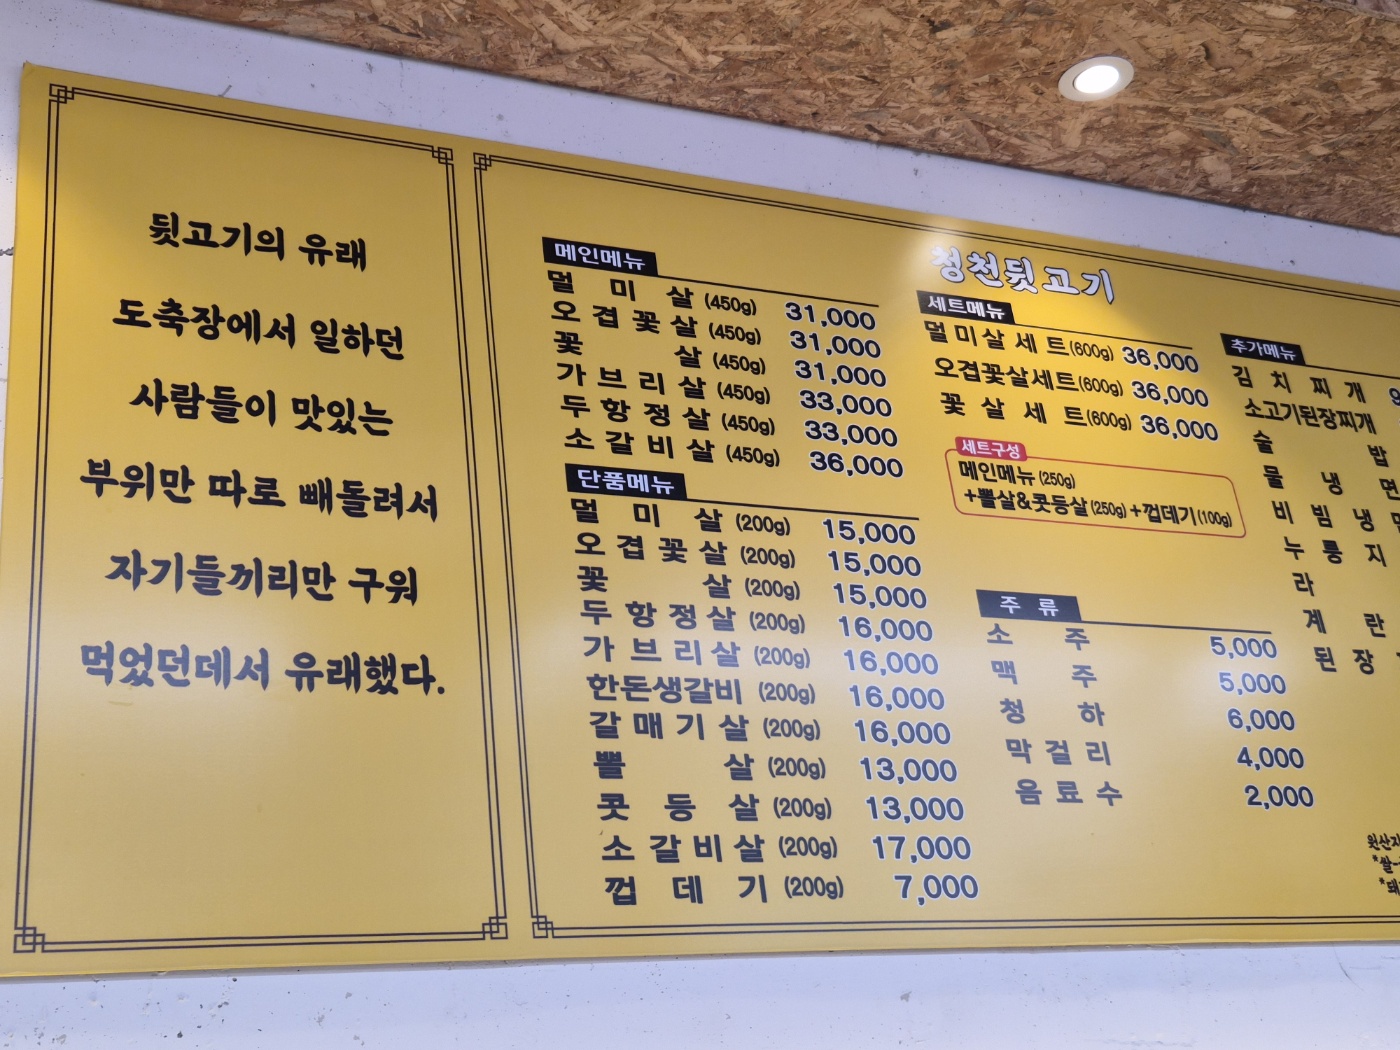 뒷고기의 유래
도축장에서 일하던
사람들이 맛있는
부위만 따로 빼돌려서
자기들끼리만 구워
먹었던데서 유래했다.
청천뒷고기
메인메뉴
덜미살 (450g) 31,000
오겹꽃살 (450g) 31,000
꽃살 (450g) 31,000
가브리살 (450g) 33,000
두항정살 (450g) 33,000
소갈비살 (450g) 36,000
단품메뉴
덜미살 (200g) 15,000
오겹꽃살 (200g) 15,000
꽃살 (200g) 15,000
두항정살 (200g) 16,000
가브리살 (200g) 16,000
한돈생갈비 (200g) 16,000
갈매기살 (200g) 16,000
뽈살 (200g) 13,000
콧등살 (200g) 13,000
소갈비살 (200g) 17,000
껍데기 (200g) 7,000
세트메뉴
덜미살세트(600g) 36,000
오겹꽃살세트(600g) 36,000
꽃살세트(600g) 36,000
세트구성
메인메뉴 (250g)
+뽈살&콧등살 (250g) +껍데기 (100g)
주류
소주 5,000
맥주 5,000
청하 6,000
막걸리 4,000
음료수 2,000
추가메뉴
김치찌개
소고기된장찌개
술밥
물냉면
비빔냉
누룽지
라
계란
된장